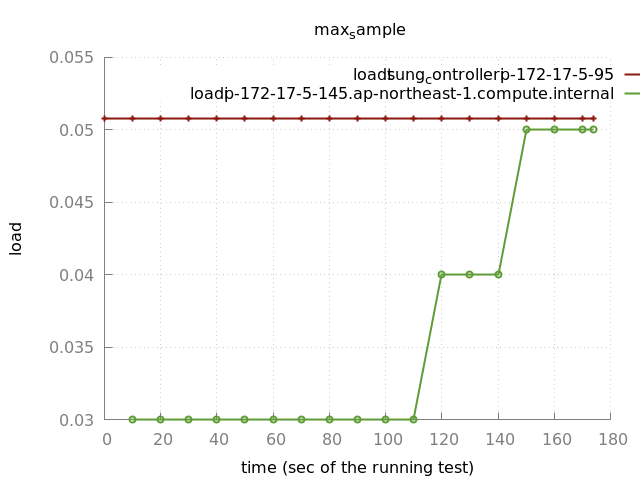 max_sample
0.055
loadtsung_controllerip-172-17-5-95
loadip-172-17-5-145.ap-northeast-1.compute.internal
0.05
0.045
load
0.04
0.035
0.03
0 20 40 60 80 100 120 140 160 180
time (sec of the running test)